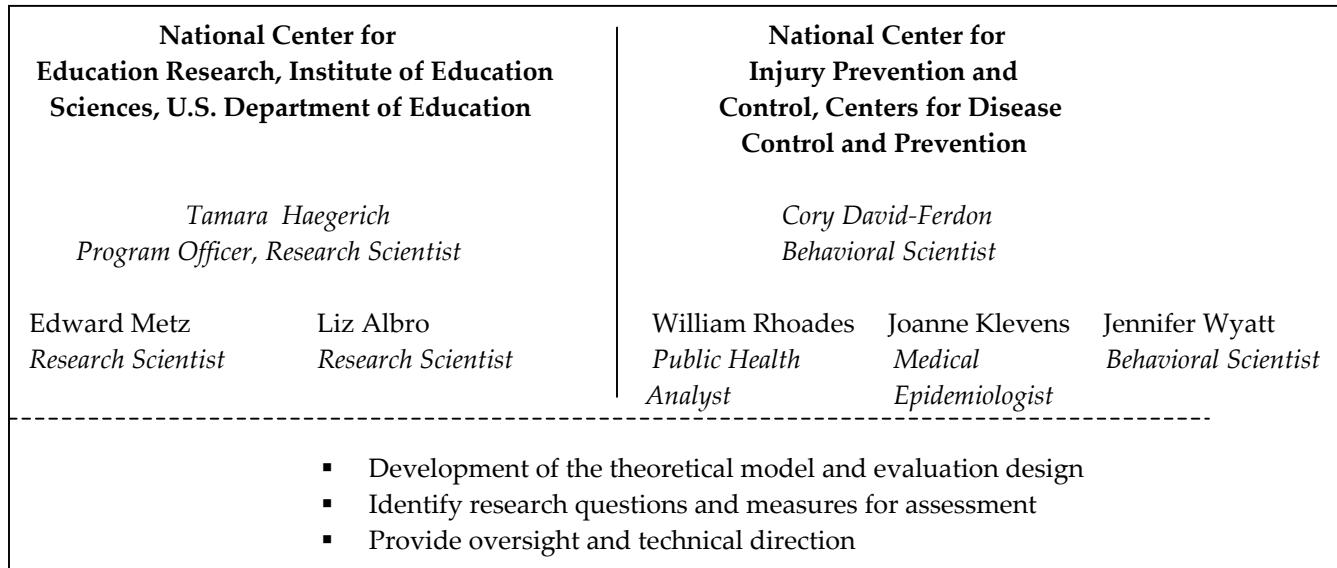 National Center for
Education Research, Institute of Education
Sciences, U.S. Department of Education
Tamara Haegerich
Program Officer, Research Scientist
Edward Metz
Research Scientist
Liz Albro
Research Scientist
National Center for
Injury Prevention and
Control, Centers for Disease
Control and Prevention
Cory David-Ferdon
Behavioral Scientist
William Rhoades
Public Health
Analyst
Joanne Klevens
Medical
Epidemiologist
Jennifer Wyatt
Behavioral Scientist
▪ Development of the theoretical model and evaluation design
▪ Identify research questions and measures for assessment
▪ Provide oversight and technical direction